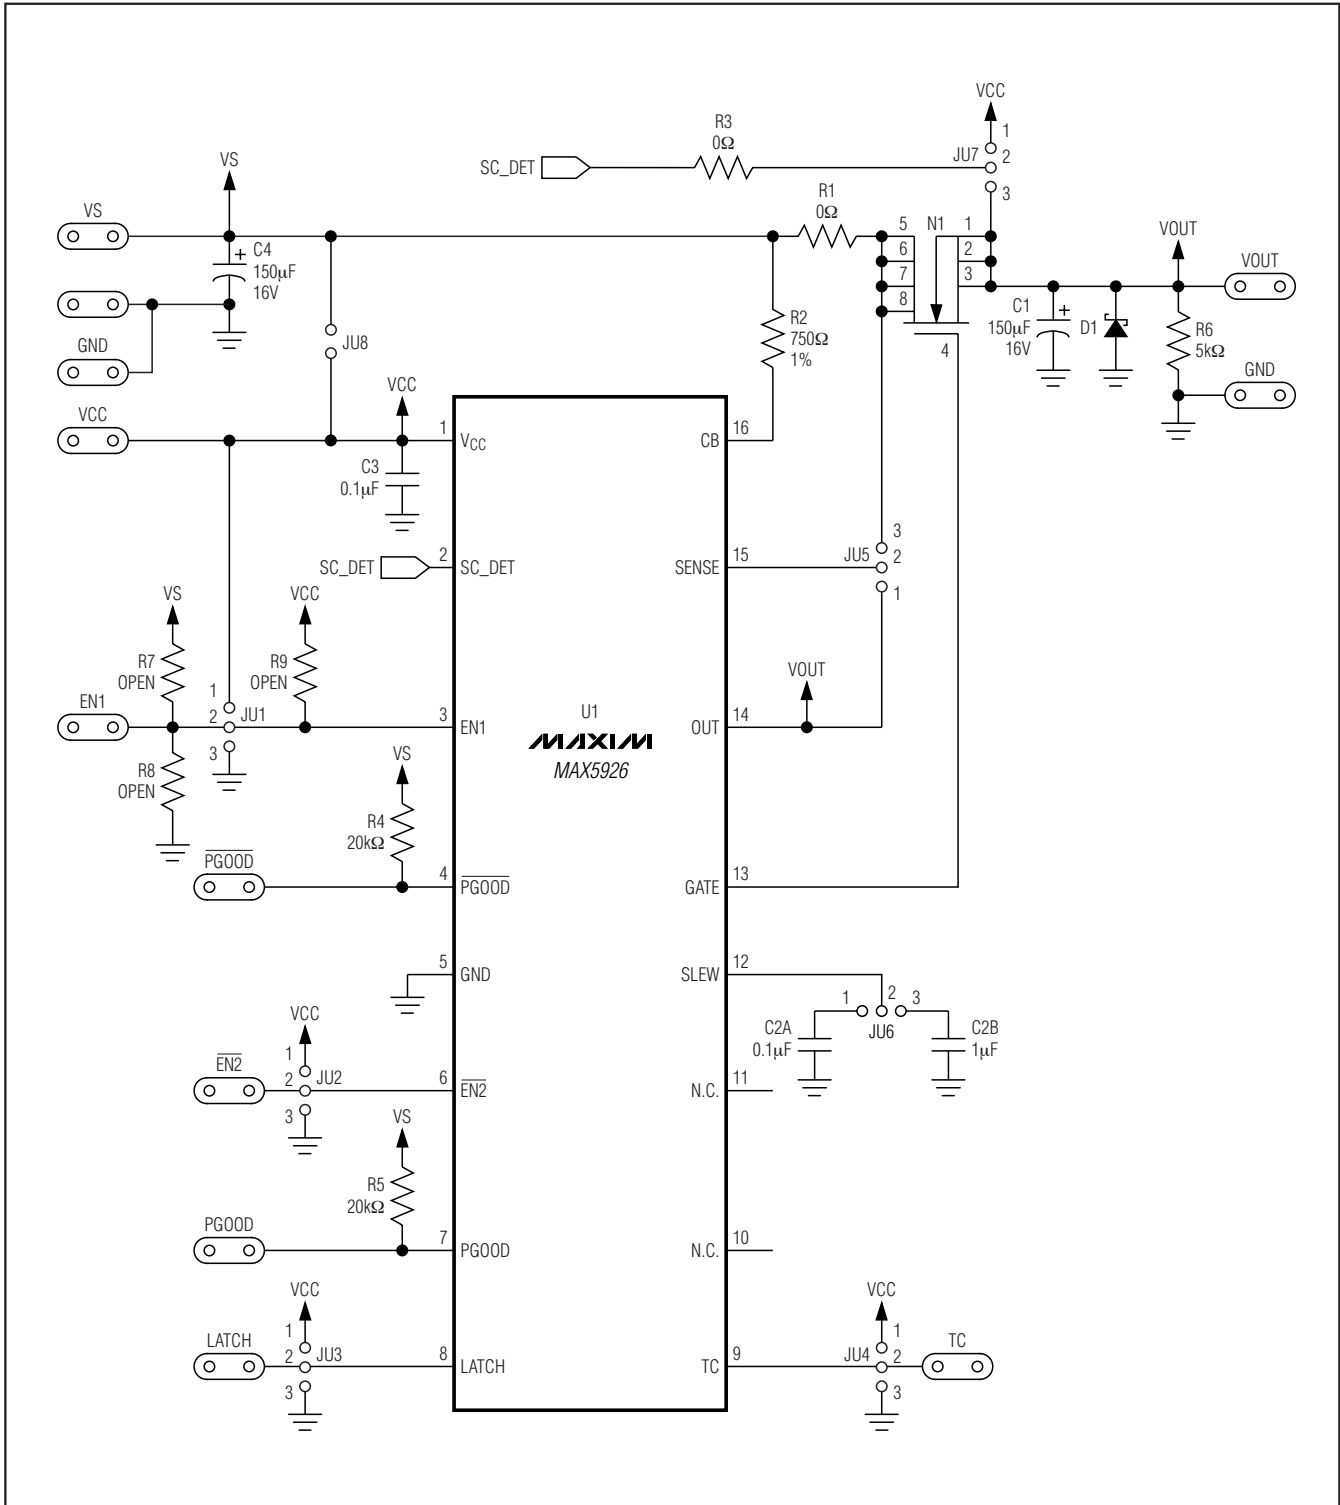 VCC
1
R3
0Ω
SC_DET
JU7
2
3
VS
R1
0Ω
VS
C4
+
150µF
16V
5
N1
1
6
2
7
3
8
4
VOUT
VOUT
GND
JU8
R2
750Ω
1%
C1
+
150µF
16V
D1
R6
5kΩ
GND
VCC
VCC
1
VCC
CB
16
C3
0.1µF
3
JU5
2
1
SC_DET
2
SC_DET
SENSE
15
VS
VCC
R7
OPEN
R9
OPEN
VOUT
EN1
1
2
JU1
3
3
EN1
U1
MAXIM
MAX5926
OUT
14
R8
OPEN
VS
R4
20kΩ
PGOOD
4
PGOOD
GATE
13
5
GND
SLEW
12
1
2
3
JU6
C2A
0.1µF
C2B
1µF
VCC
EN2
1
2
JU2
3
6
EN2
N.C.
11
VS
R5
20kΩ
PGOOD
7
PGOOD
N.C.
10
VCC
LATCH
1
2
JU3
3
8
LATCH
TC
9
VCC
1
JU4
2
3
TC